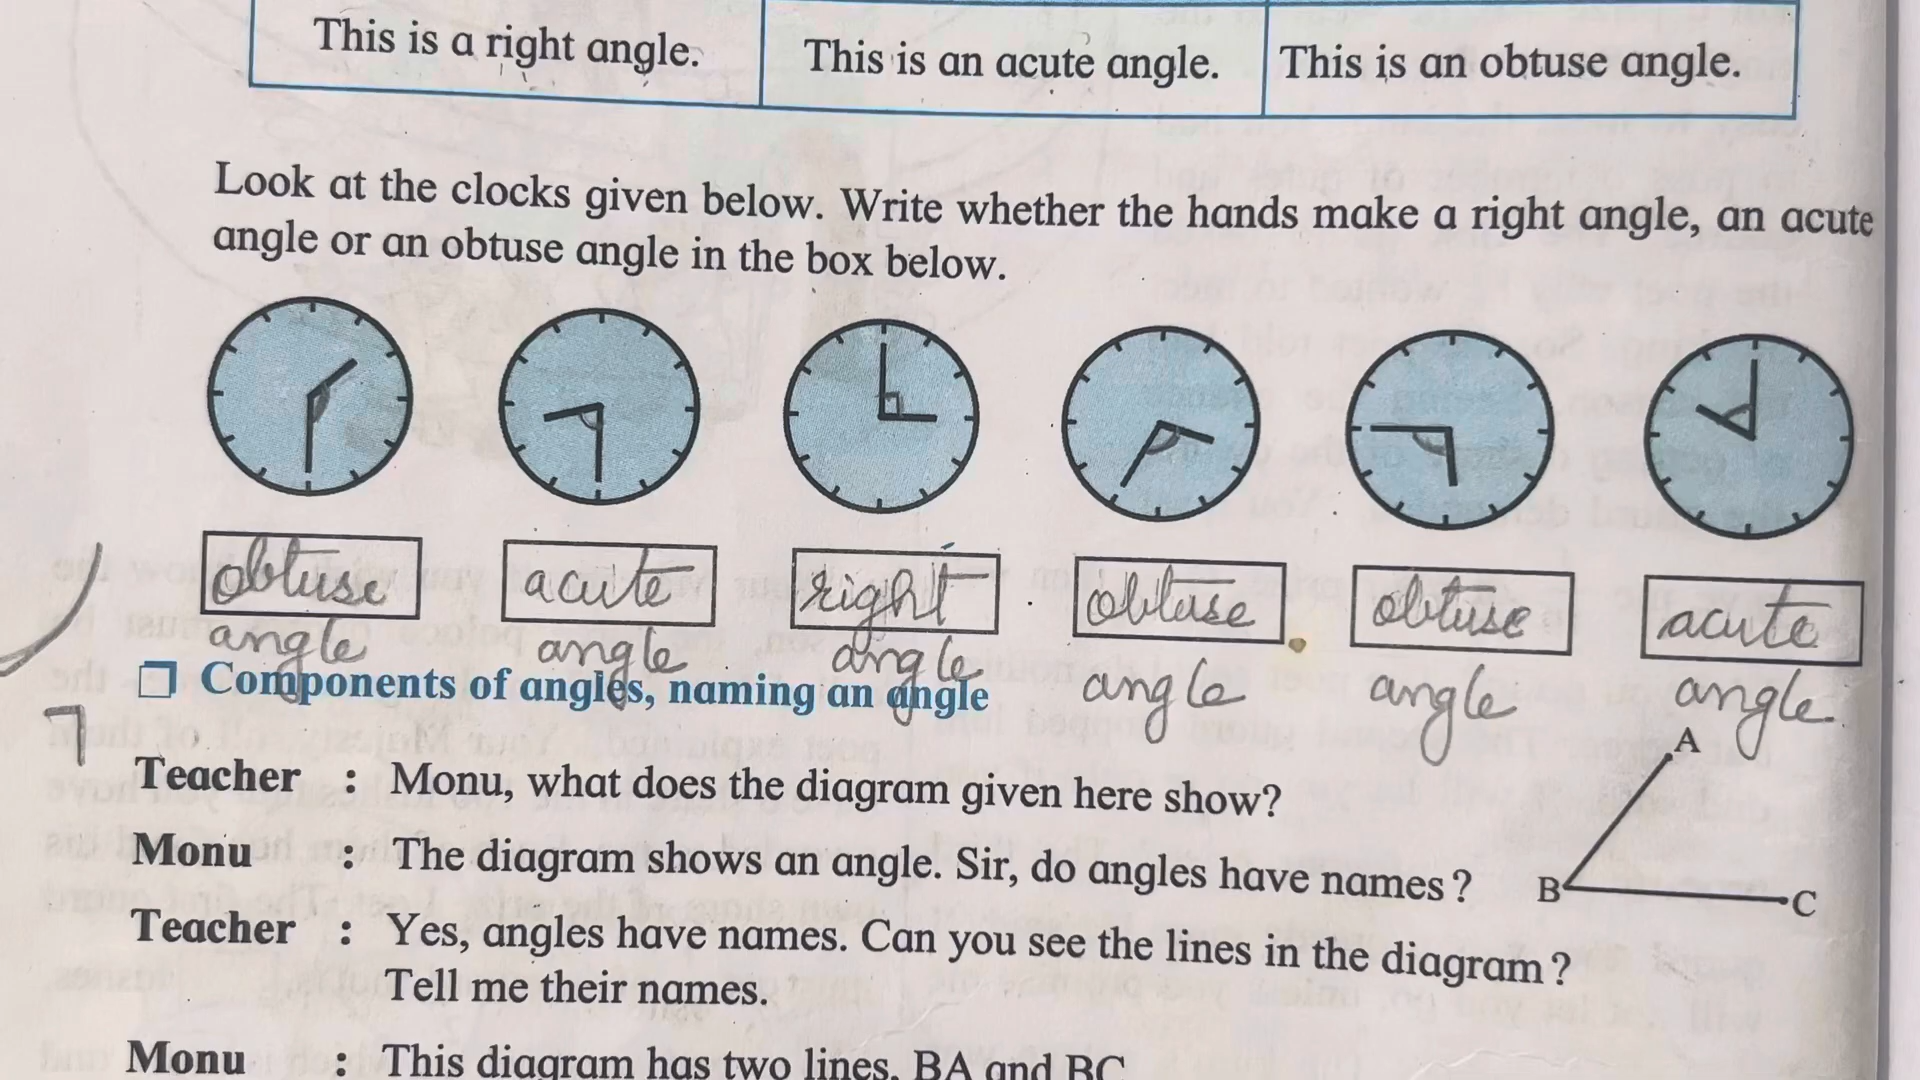 This is a right angle.
This is an acute angle.
This is an obtuse angle.
Look at the clocks given below. Write whether the hands make a right angle, an acute
angle or an obtuse angle in the box below.
obtuse angle
acute angle
right angle
obtuse angle
obtuse angle
acute angle
Components of angles, naming an angle
Teacher : Monu, what does the diagram given here show?
Monu : The diagram shows an angle. Sir, do angles have names?
Teacher : Yes, angles have names. Can you see the lines in the diagram?
Tell me their names.
A
B
C
Monu : This diagram has two lines, BA and BC